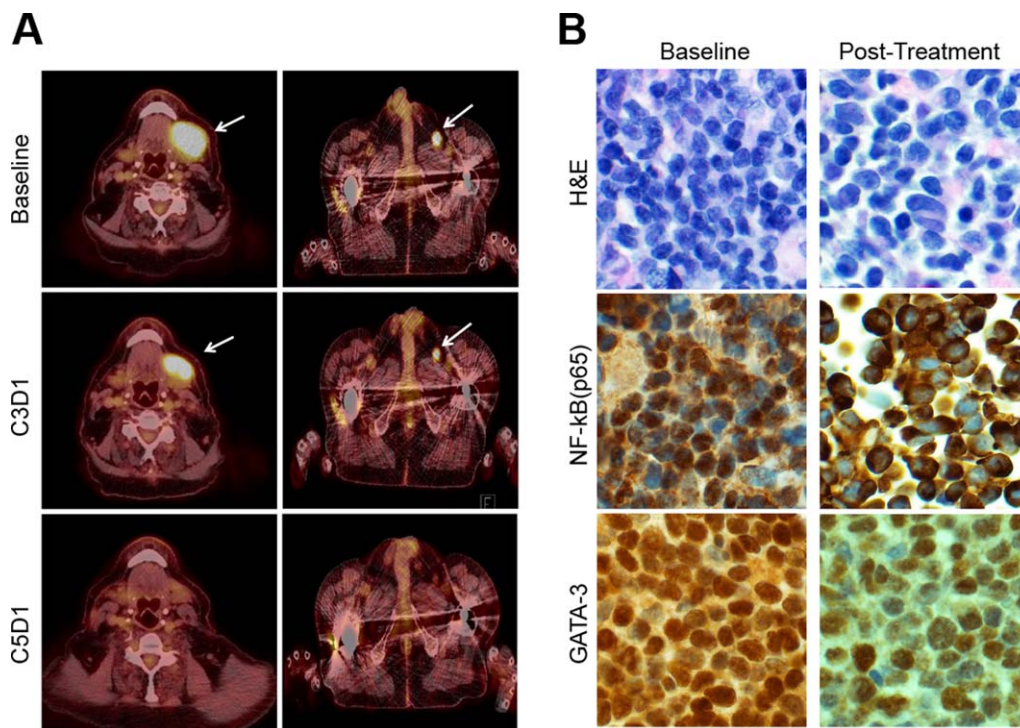 A
B
Baseline
Post-Treatment
Baseline
C3D1
C5D1
H&E
NF-kB(p65)
GATA-3
F